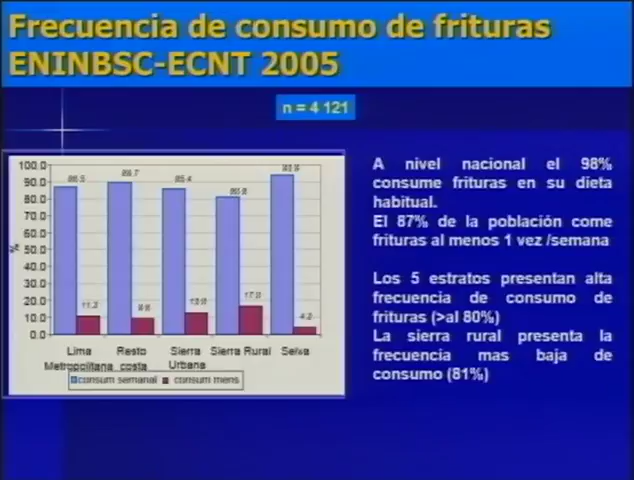 Frecuencia de consumo de frituras
ENINBSC-ECNT 2005
n = 4 121
A nivel nacional el 98%
consume frituras en su dieta
habitual.
El 87% de la población come
frituras al menos 1 vez /semana
Los 5 estratos presentan alta
frecuencia de consumo de
frituras (>al 80%)
La sierra rural presenta la
frecuencia mas baja de
consumo (81%)
100.0
90.0
80.0
70.0
60.0
50.0
40.0
30.0
20.0
10.0
0.0
%
11.2
4.2
Lima Resto Sierra Sierra Rural Selva
Metropolitana costa Urbana
consum semanal consum mens